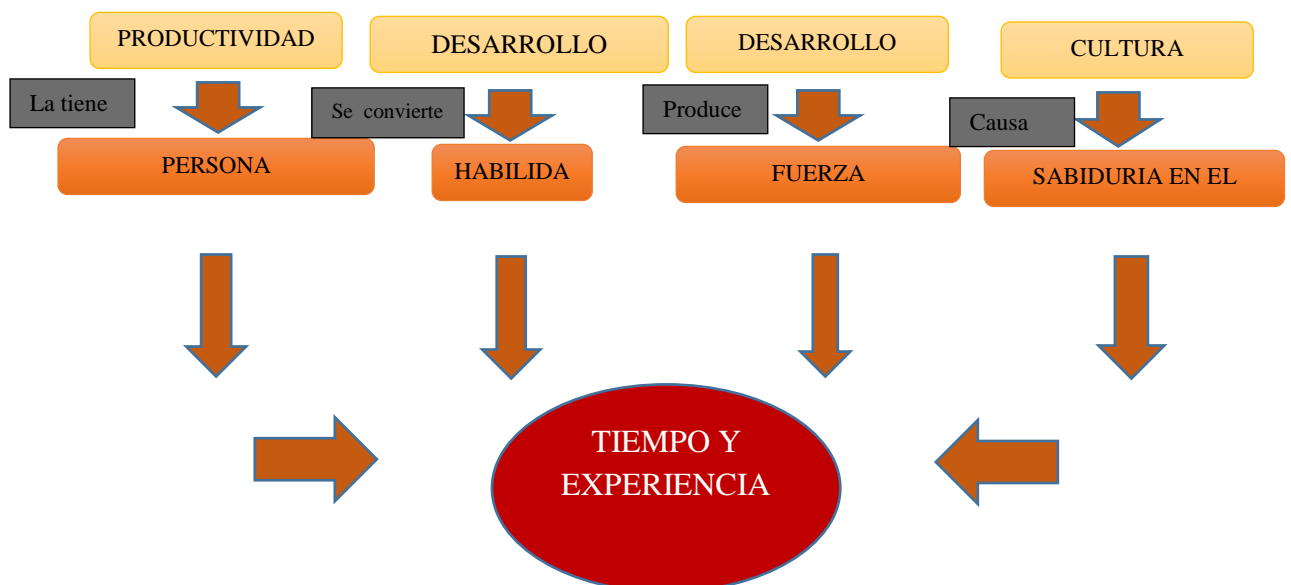 PRODUCTIVIDAD
DESARROLLO
DESARROLLO
CULTURA
La tiene
Se convierte
Produce
Causa
PERSONA
HABILIDA
FUERZA
SABIDURIA EN EL
TIEMPO Y
EXPERIENCIA